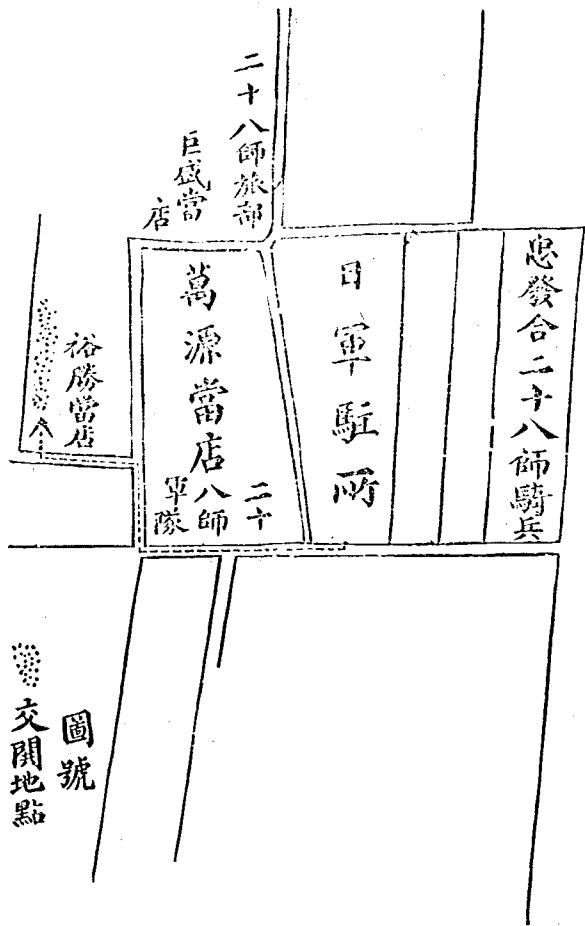 忠發合二十八師騎兵
日軍駐所
二十八師旅部
巨盛當店
萬源當店
二十八師軍隊
裕勝當店
圖號
交開地點